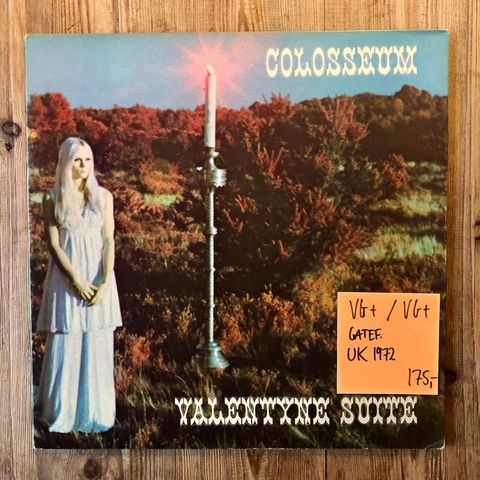 COLOSSEUM
VG+ / VG+
GATEF.
UK 1972
175,-
VALENTYNE SUITE